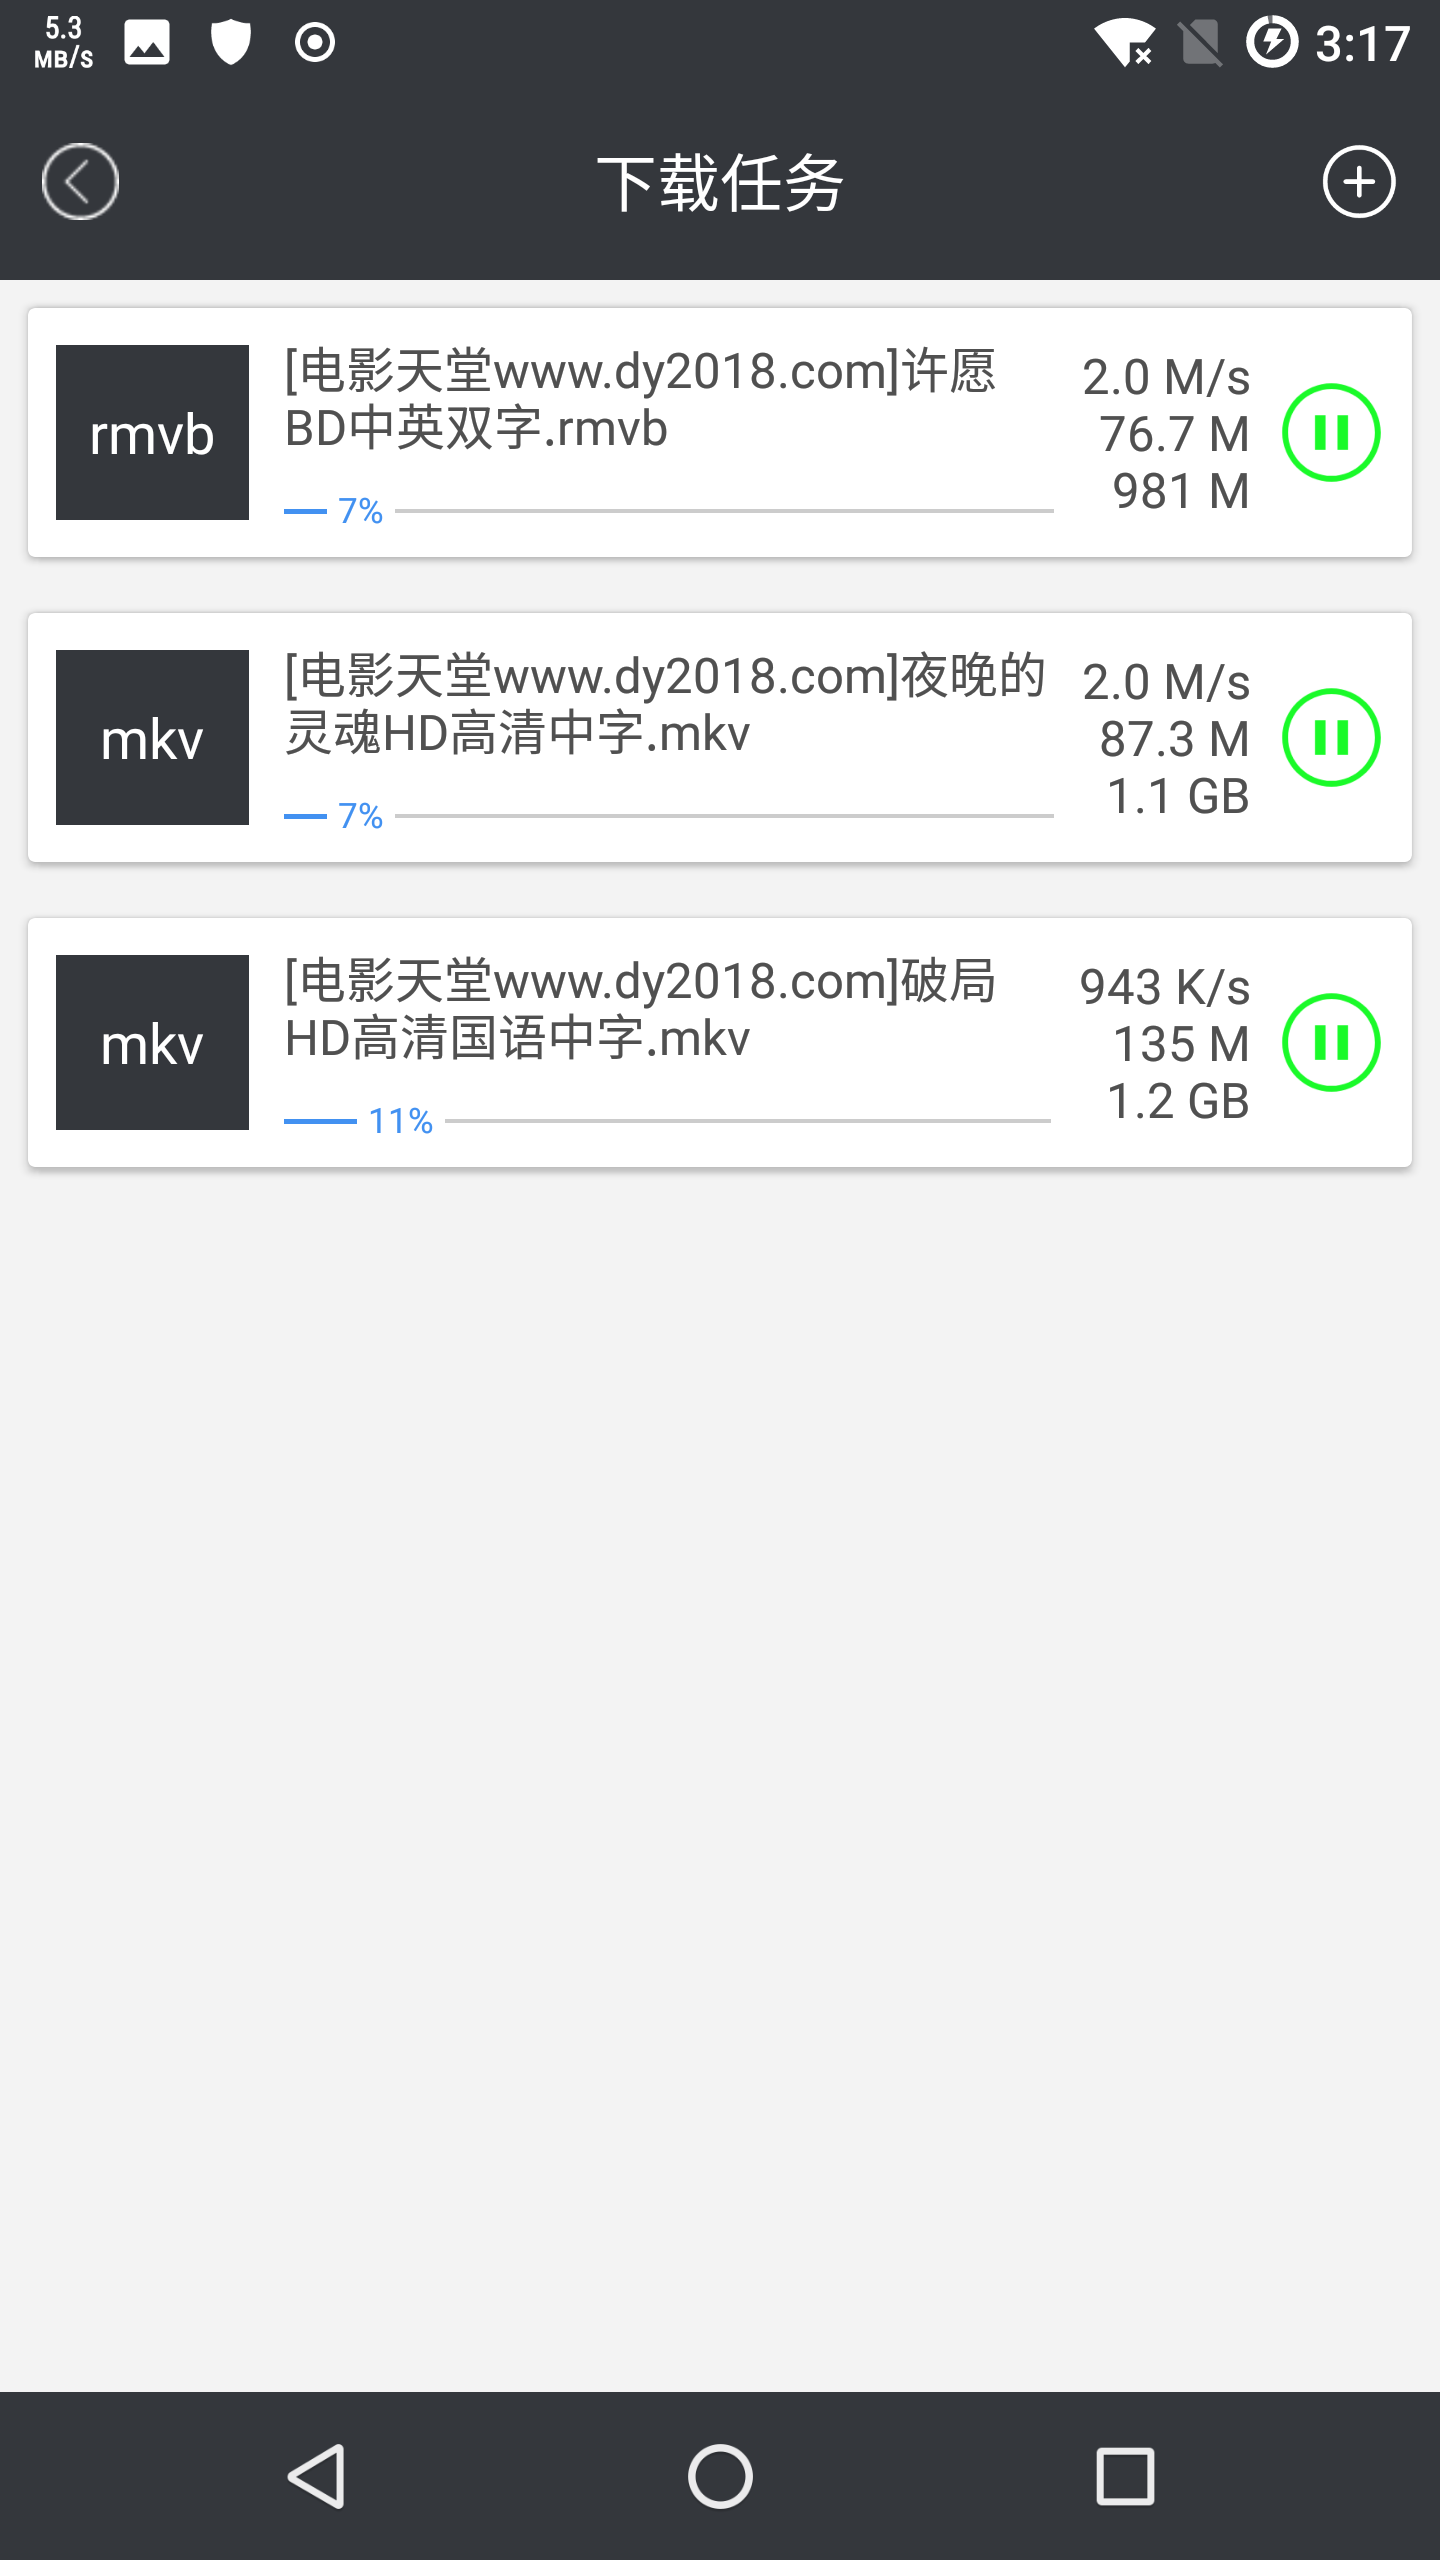 5.3
MB/S
3:17
下载任务
rmvb
[电影天堂www.dy2018.com]许愿
BD中英双字.rmvb
7%
2.0 M/s
76.7 M
981 M
mkv
[电影天堂www.dy2018.com]夜晚的
灵魂HD高清中字.mkv
7%
2.0 M/s
87.3 M
1.1 GB
mkv
[电影天堂www.dy2018.com]破局
HD高清国语中字.mkv
11%
943 K/s
135 M
1.2 GB